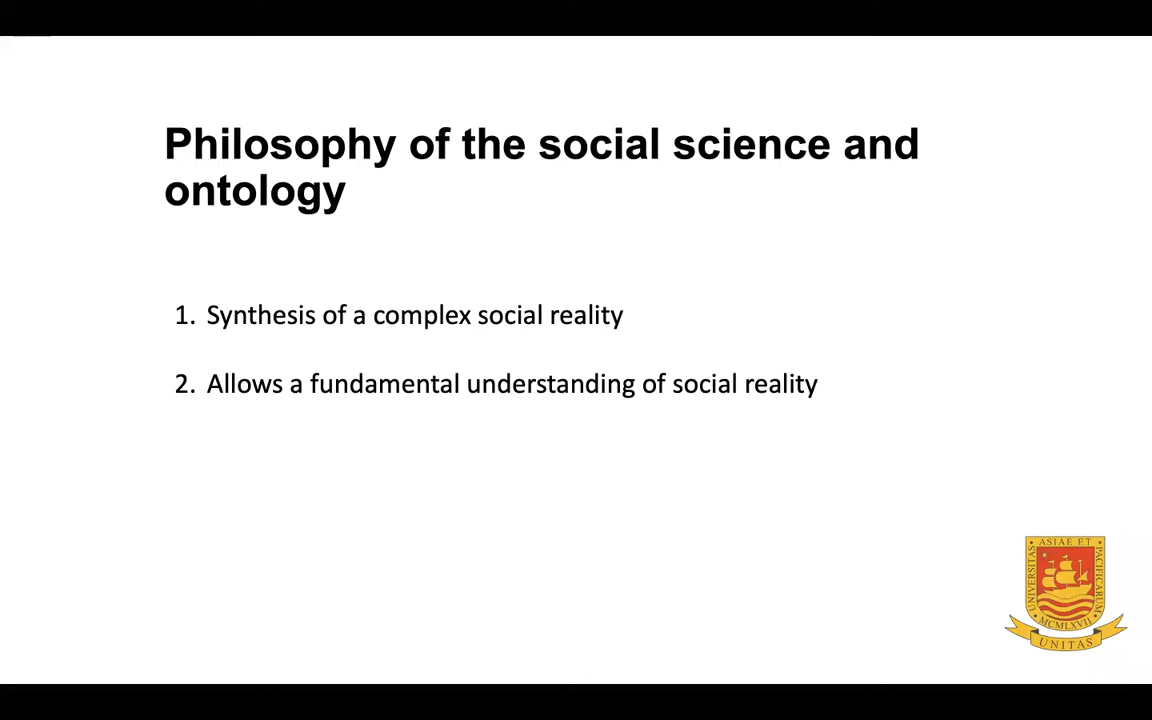 Philosophy of the social science and
ontology
1. Synthesis of a complex social reality
2. Allows a fundamental understanding of social reality
UNIVERSITAS
ASIAE ET
PACIFICARUM
MCMLXVII
UNITAS